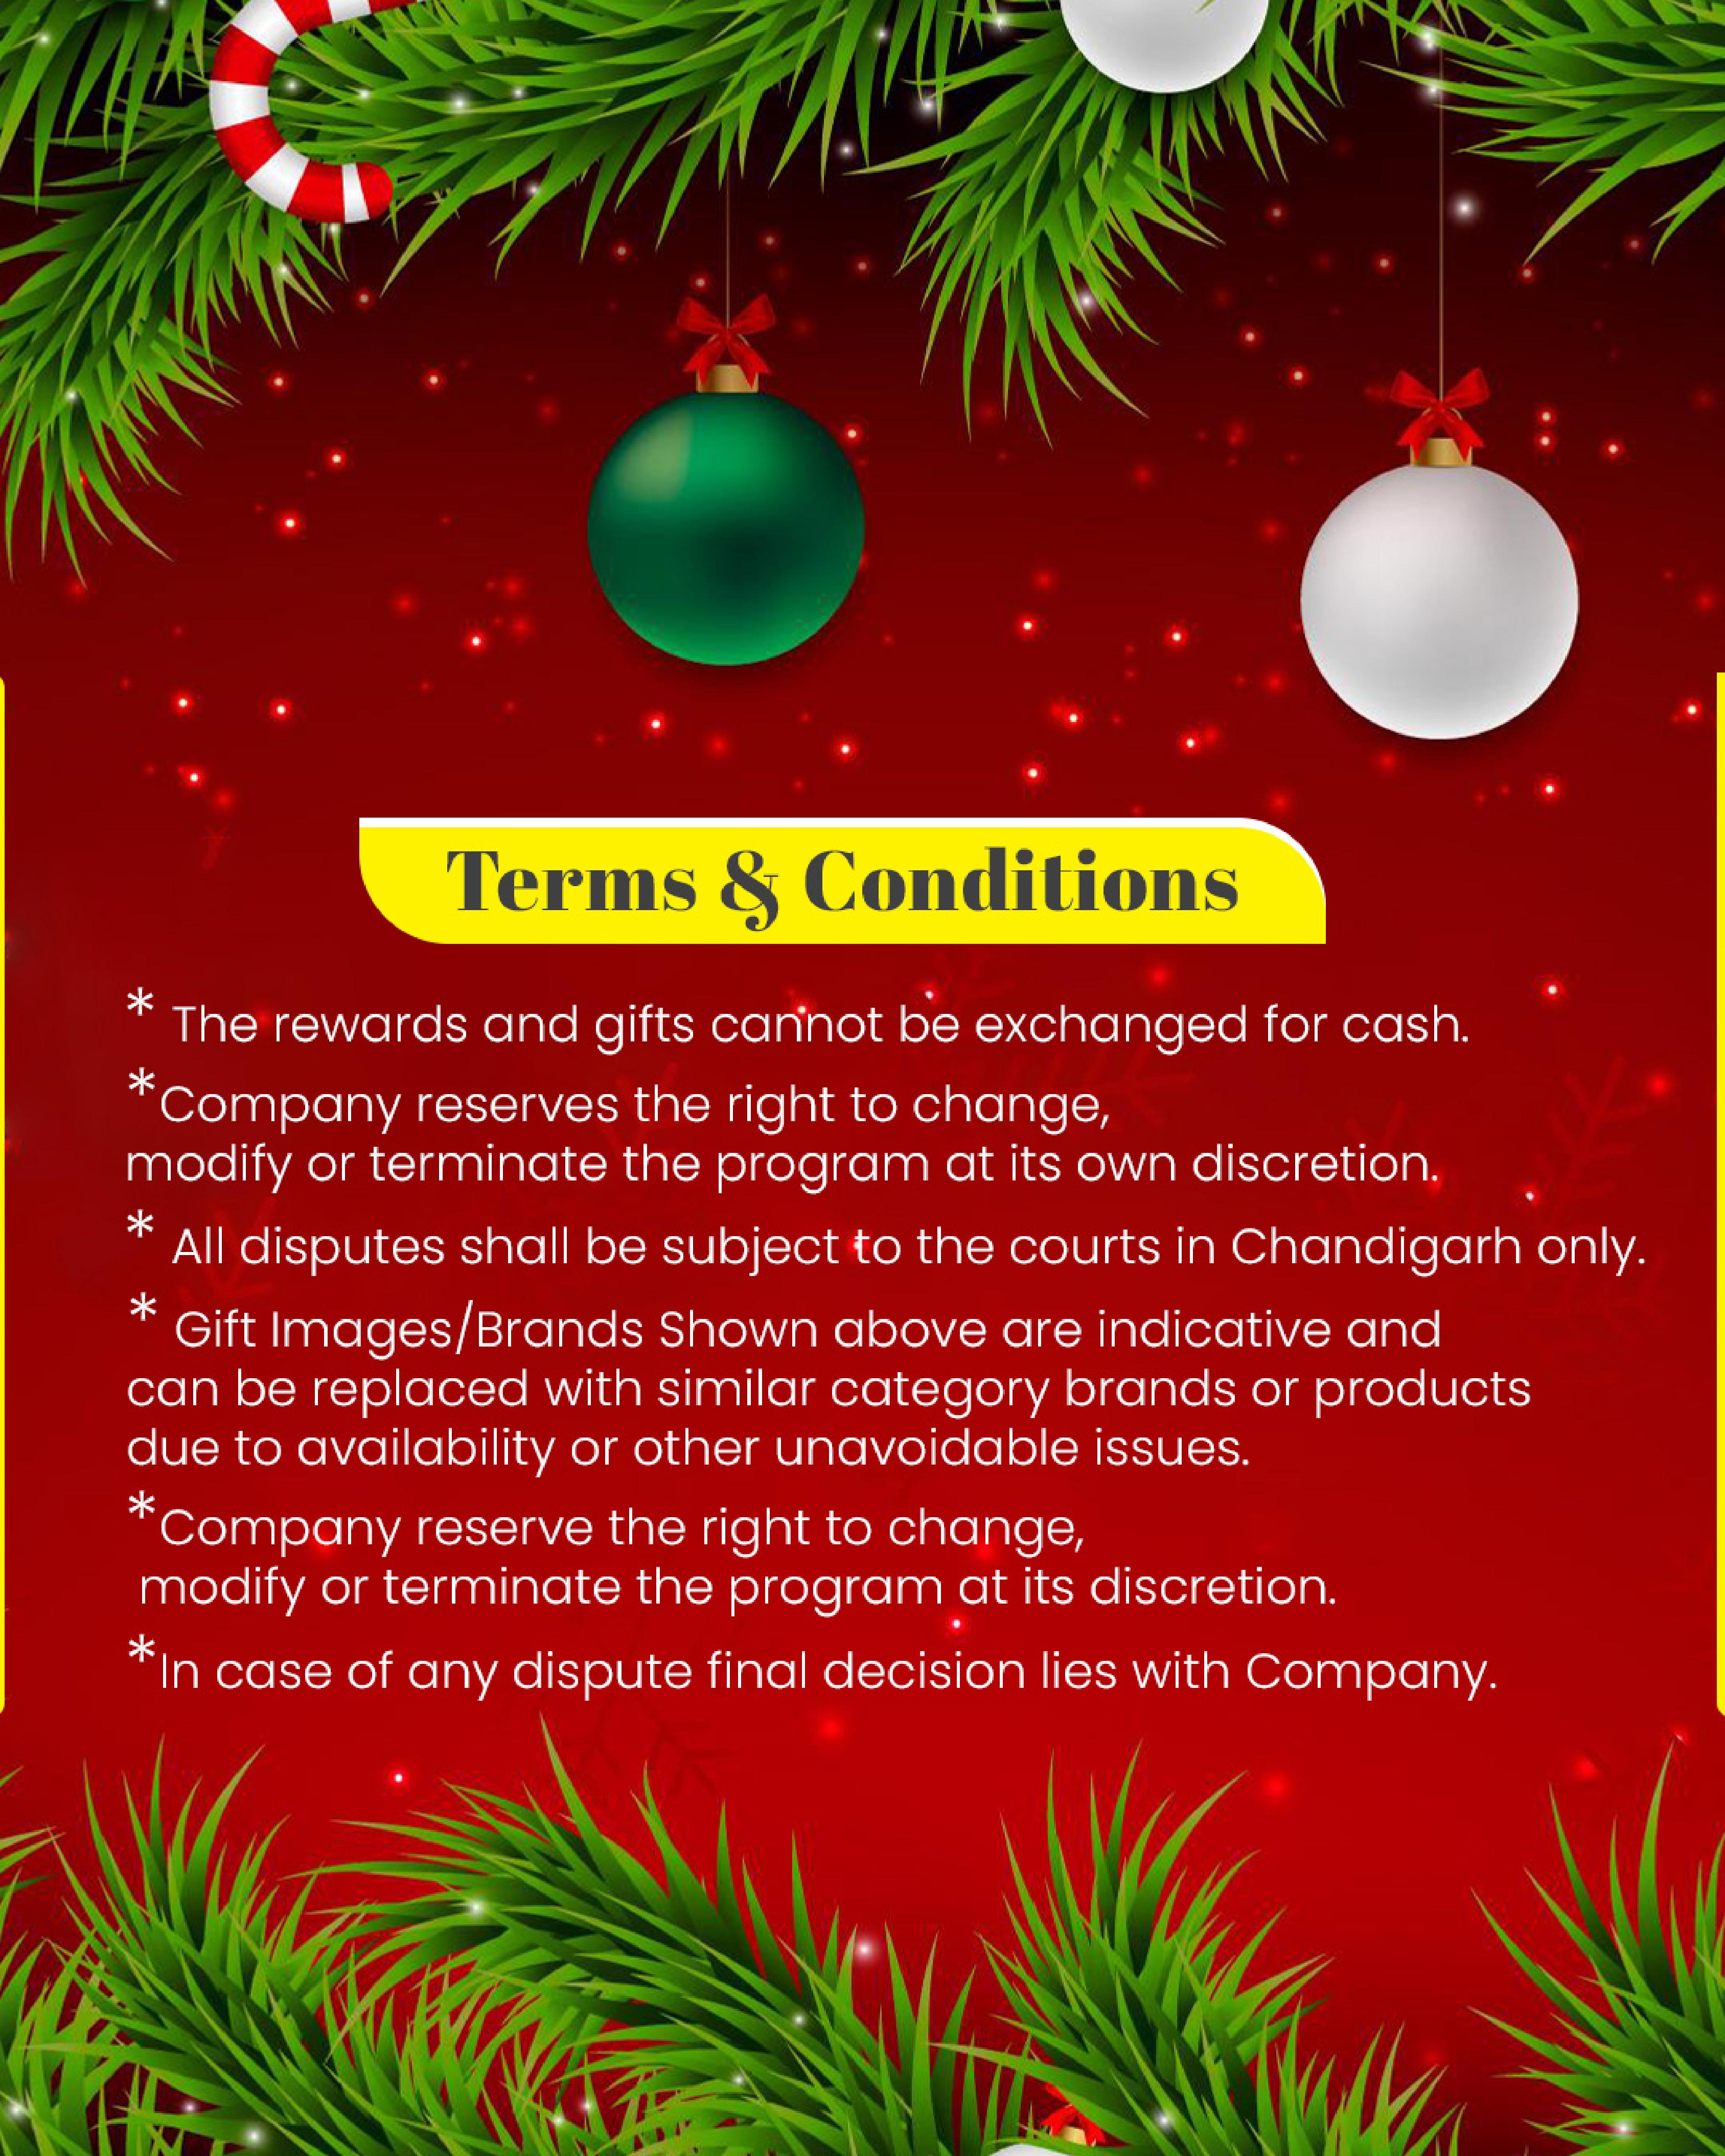 Terms & Conditions
* The rewards and gifts cannot be exchanged for cash.
*Company reserves the right to change,
modify or terminate the program at its own discretion.
* All disputes shall be subject to the courts in Chandigarh only.
* Gift Images/Brands Shown above are indicative and
can be replaced with similar category brands or products
due to availability or other unavoidable issues.
*Company reserve the right to change,
modify or terminate the program at its discretion.
*In case of any dispute final decision lies with Company.